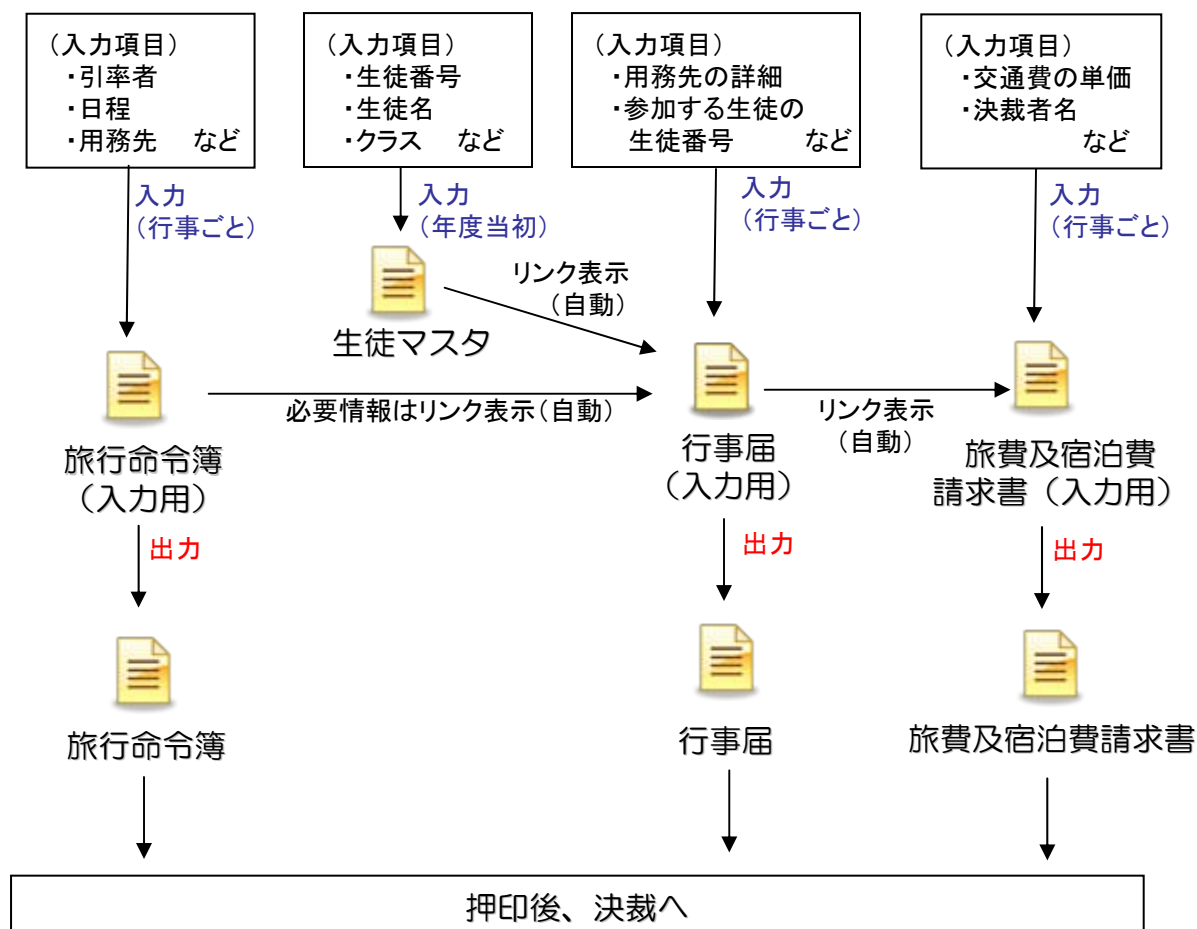 （入力項目）
・引率者
・日程
・用務先　など
（入力項目）
・生徒番号
・生徒名
・クラス　など
（入力項目）
・用務先の詳細
・参加する生徒の
生徒番号　など
（入力項目）
・交通費の単価
・決裁者名
など
入力
（行事ごと）
入力
（年度当初）
入力
（行事ごと）
入力
（行事ごと）
リンク表示
（自動）
生徒マスタ
必要情報はリンク表示（自動）
リンク表示
（自動）
旅行命令簿
（入力用）
行事届
（入力用）
旅費及宿泊費
請求書（入力用）
出力
出力
出力
旅行命令簿
行事届
旅費及宿泊費請求書
押印後、決裁へ